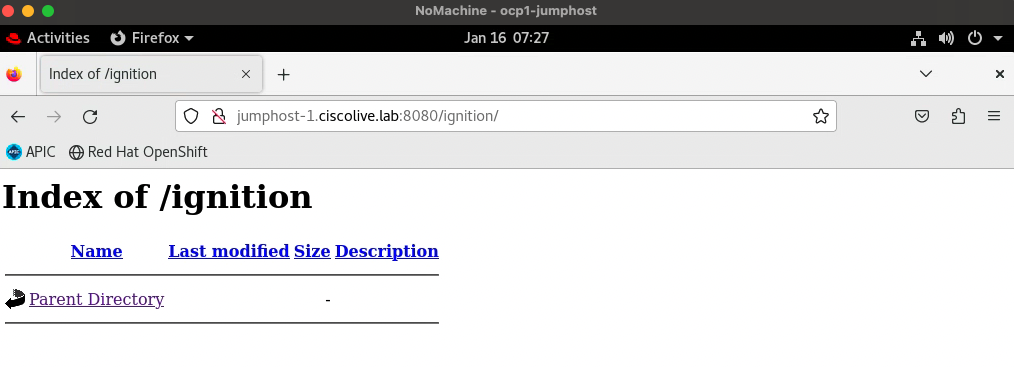 NoMachine - ocp1-jumphost
Activities Firefox Jan 16 07:27
Index of /ignition
jumphost-1.ciscolive.lab:8080/ignition/
APIC Red Hat OpenShift
Index of /ignition
Name Last modified Size Description
Parent Directory -